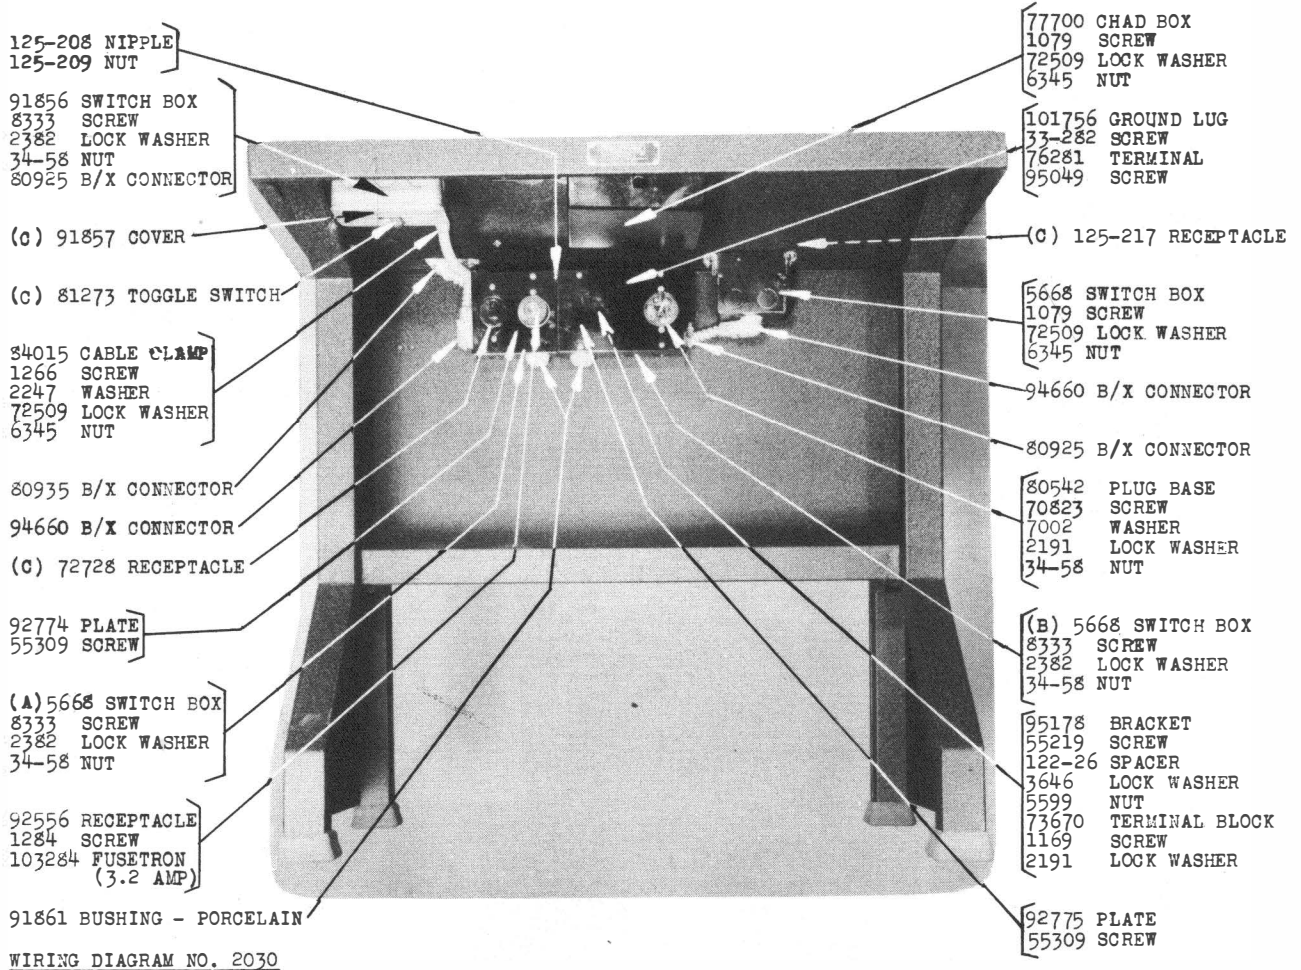 125-208 NIPPLE
125-209 NUT
91856 SWITCH BOX
8333 SCREW
2382 LOCK WASHER
34-58 NUT
80925 B/X CONNECTOR
(C) 91857 COVER
(C) 81273 TOGGLE SWITCH
84015 CABLE CLAMP
1266 SCREW
2247 WASHER
72509 LOCK WASHER
6345 NUT
80935 B/X CONNECTOR
94660 B/X CONNECTOR
(C) 72728 RECEPTACLE
92774 PLATE
55309 SCREW
(A) 5668 SWITCH BOX
8333 SCREW
2382 LOCK WASHER
34-58 NUT
92556 RECEPTACLE
1284 SCREW
103284 FUSETRON
(3.2 AMP)
91861 BUSHING - PORCELAIN
WIRING DIAGRAM NO. 2030
77700 CHAD BOX
1079 SCREW
72509 LOCK WASHER
6345 NUT
101756 GROUND LUG
33-282 SCREW
76281 TERMINAL
95049 SCREW
(C) 125-217 RECEPTACLE
5668 SWITCH BOX
1079 SCREW
72509 LOCK WASHER
6345 NUT
94660 B/X CONNECTOR
80925 B/X CONNECTOR
80542 PLUG BASE
70823 SCREW
7002 WASHER
2191 LOCK WASHER
34-58 NUT
(B) 5668 SWITCH BOX
8333 SCREW
2382 LOCK WASHER
34-58 NUT
95178 BRACKET
55219 SCREW
122-26 SPACER
3646 LOCK WASHER
5599 NUT
73670 TERMINAL BLOCK
1169 SCREW
2191 LOCK WASHER
92775 PLATE
55309 SCREW